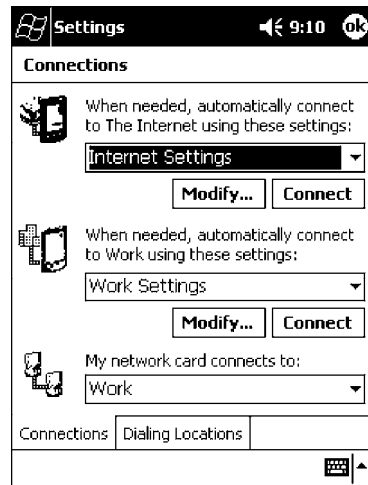 Settings 9:10 ok
Connections
When needed, automatically connect
to The Internet using these settings:
Internet Settings
Modify... Connect
When needed, automatically connect
to Work using these settings:
Work Settings
Modify... Connect
My network card connects to:
Work
Connections Dialing Locations